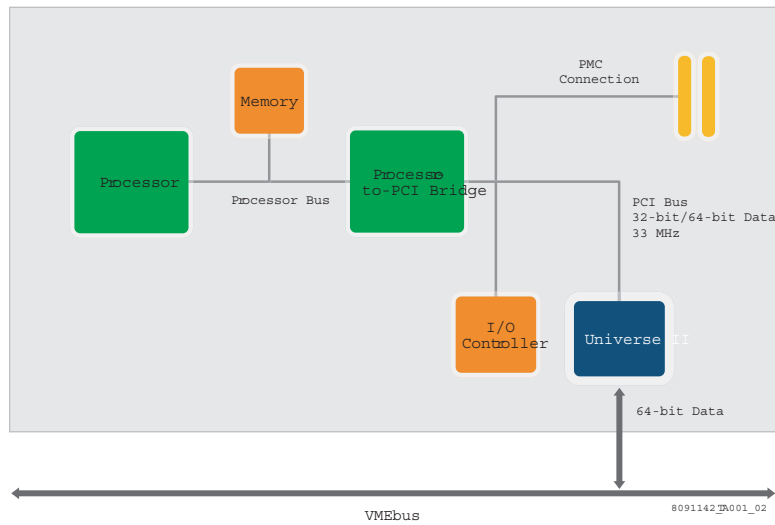 PMC
Connection
Memory
Processor
Processor Bus
Processor-
to-PCI Bridge
PCI Bus
32-bit/64-bit Data
33 MHz
I/O
Controller
Universe II
64-bit Data
VMEbus